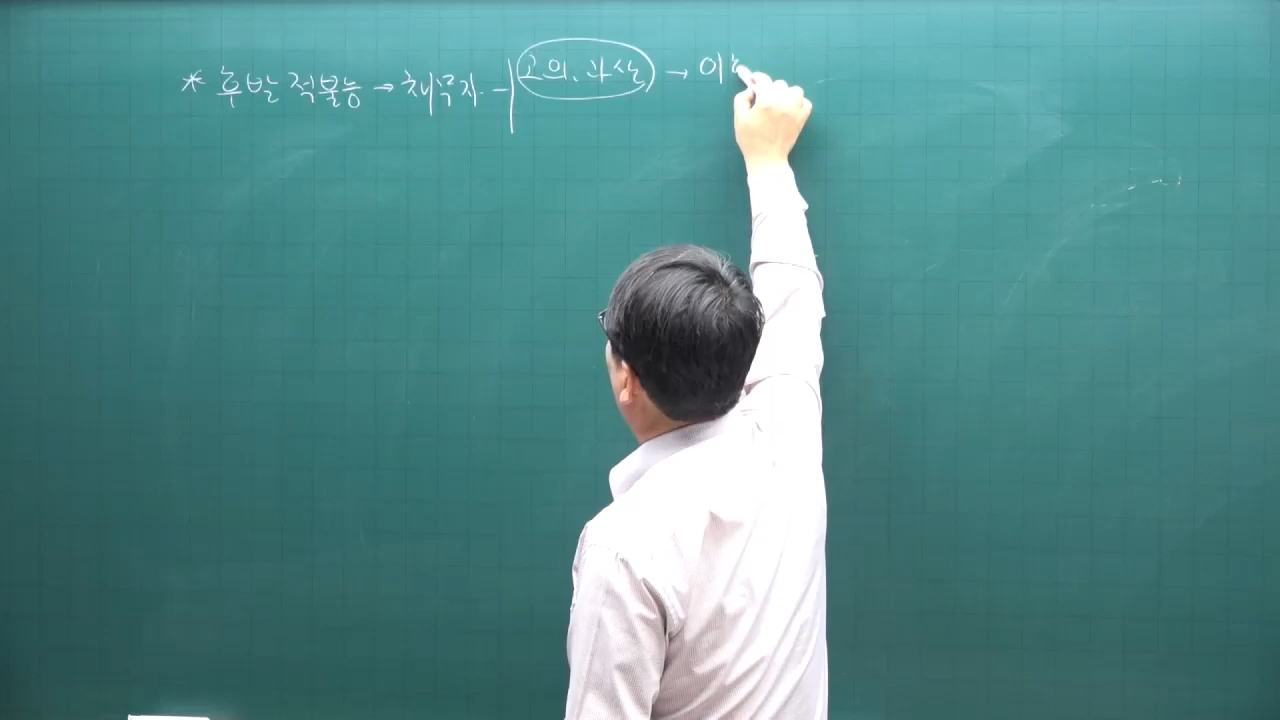 * 후발적불능 → 채무자 - 고의, 과실 → 이